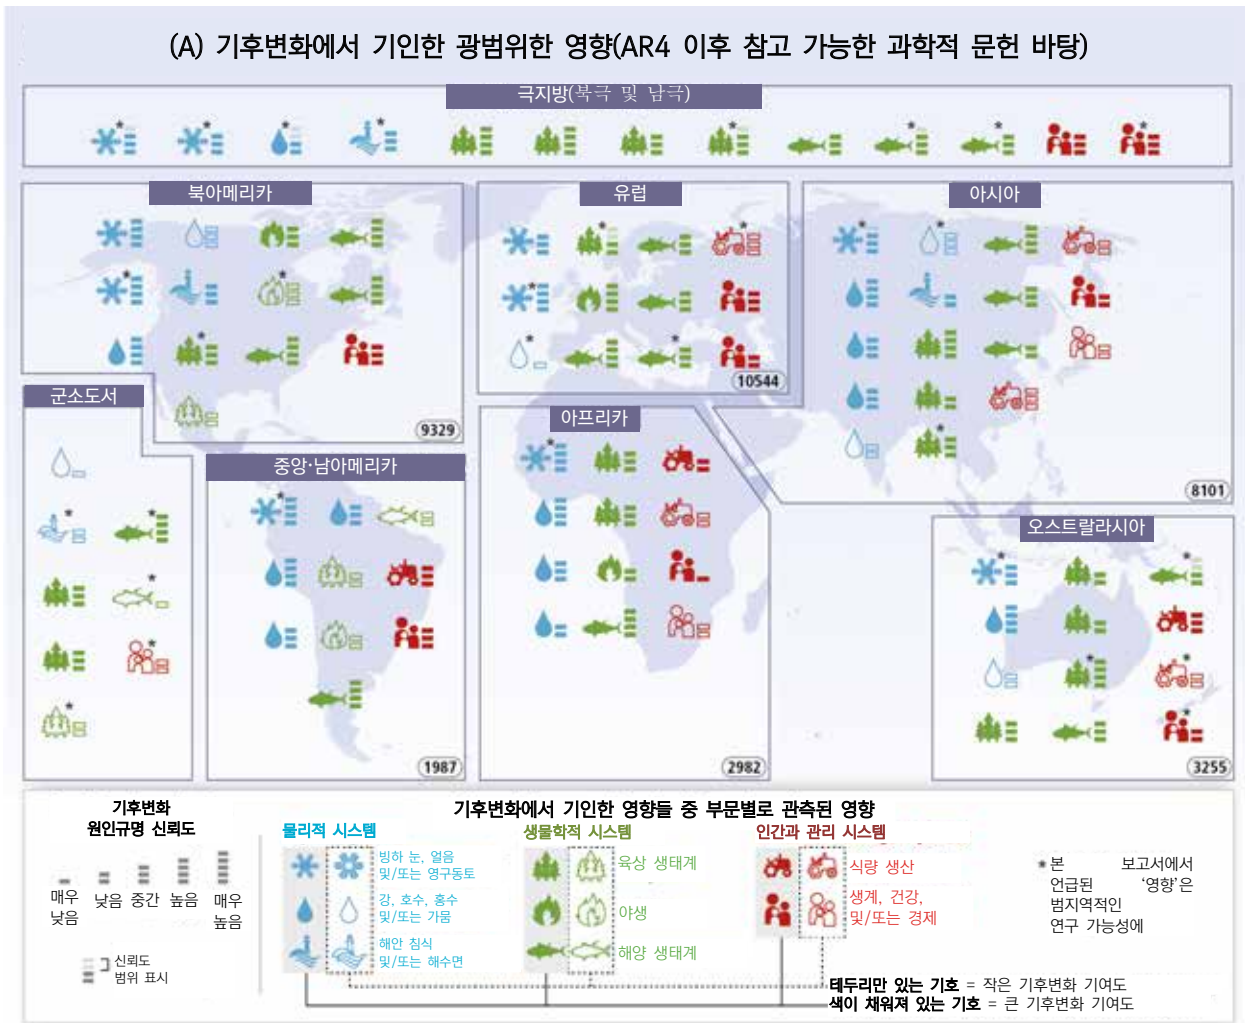 (A) 기후변화에서 기인한 광범위한 영향(AR4 이후 참고 가능한 과학적 문헌 바탕)
극지방(북극 및 남극)
북아메리카
유럽
아시아
10544
군소도서
9329
아프리카
중앙·남아메리카
8101
오스트랄라시아
1987
2982
3255
기후변화
원인규명 신뢰도
매우
낮음
낮음
중간
높음
매우
높음
신뢰도
범위 표시
기후변화에서 기인한 영향들 중 부문별로 관측된 영향
물리적 시스템
빙하 눈, 얼음
및/또는 영구동토
강, 호수, 홍수
및/또는 가뭄
해안 침식
및/또는 해수면
생물학적 시스템
육상 생태계
야생
해양 생태계
인간과 관리 시스템
식량 생산
생계, 건강,
및/또는 경제
*본 보고서에서
언급된 '영향'은
범지역적인
연구 가능성에
테두리만 있는 기호 = 작은 기후변화 기여도
색이 채워져 있는 기호 = 큰 기후변화 기여도